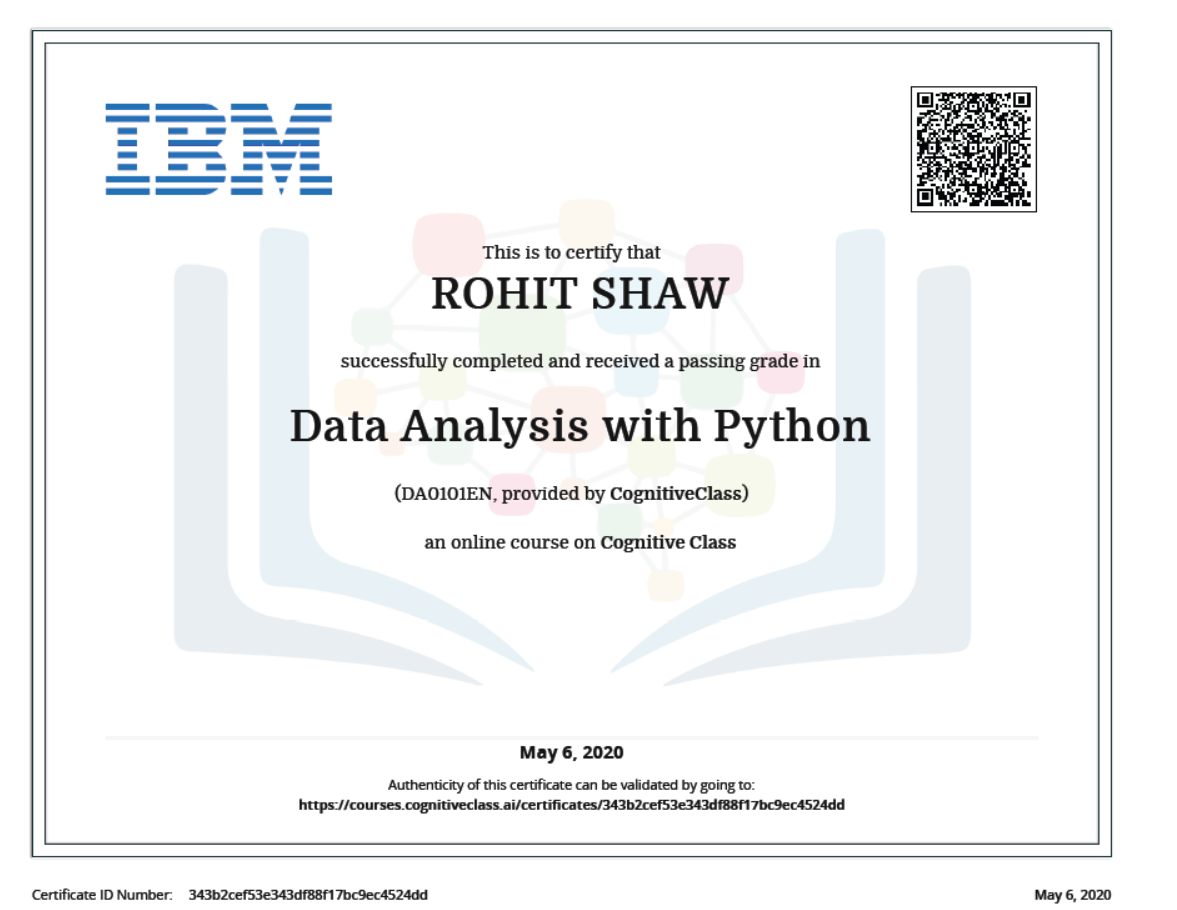 IBM
This is to certify that
ROHIT SHAW
successfully completed and received a passing grade in
Data Analysis with Python
(DA0101EN, provided by CognitiveClass)
an online course on Cognitive Class
May 6, 2020
Authenticity of this certificate can be validated by going to:
https://courses.cognitiveclass.ai/certificates/343b2cef53e343df88f17bc9ec4524dd
Certificate ID Number: 343b2cef53e343df88f17bc9ec4524dd May 6, 2020